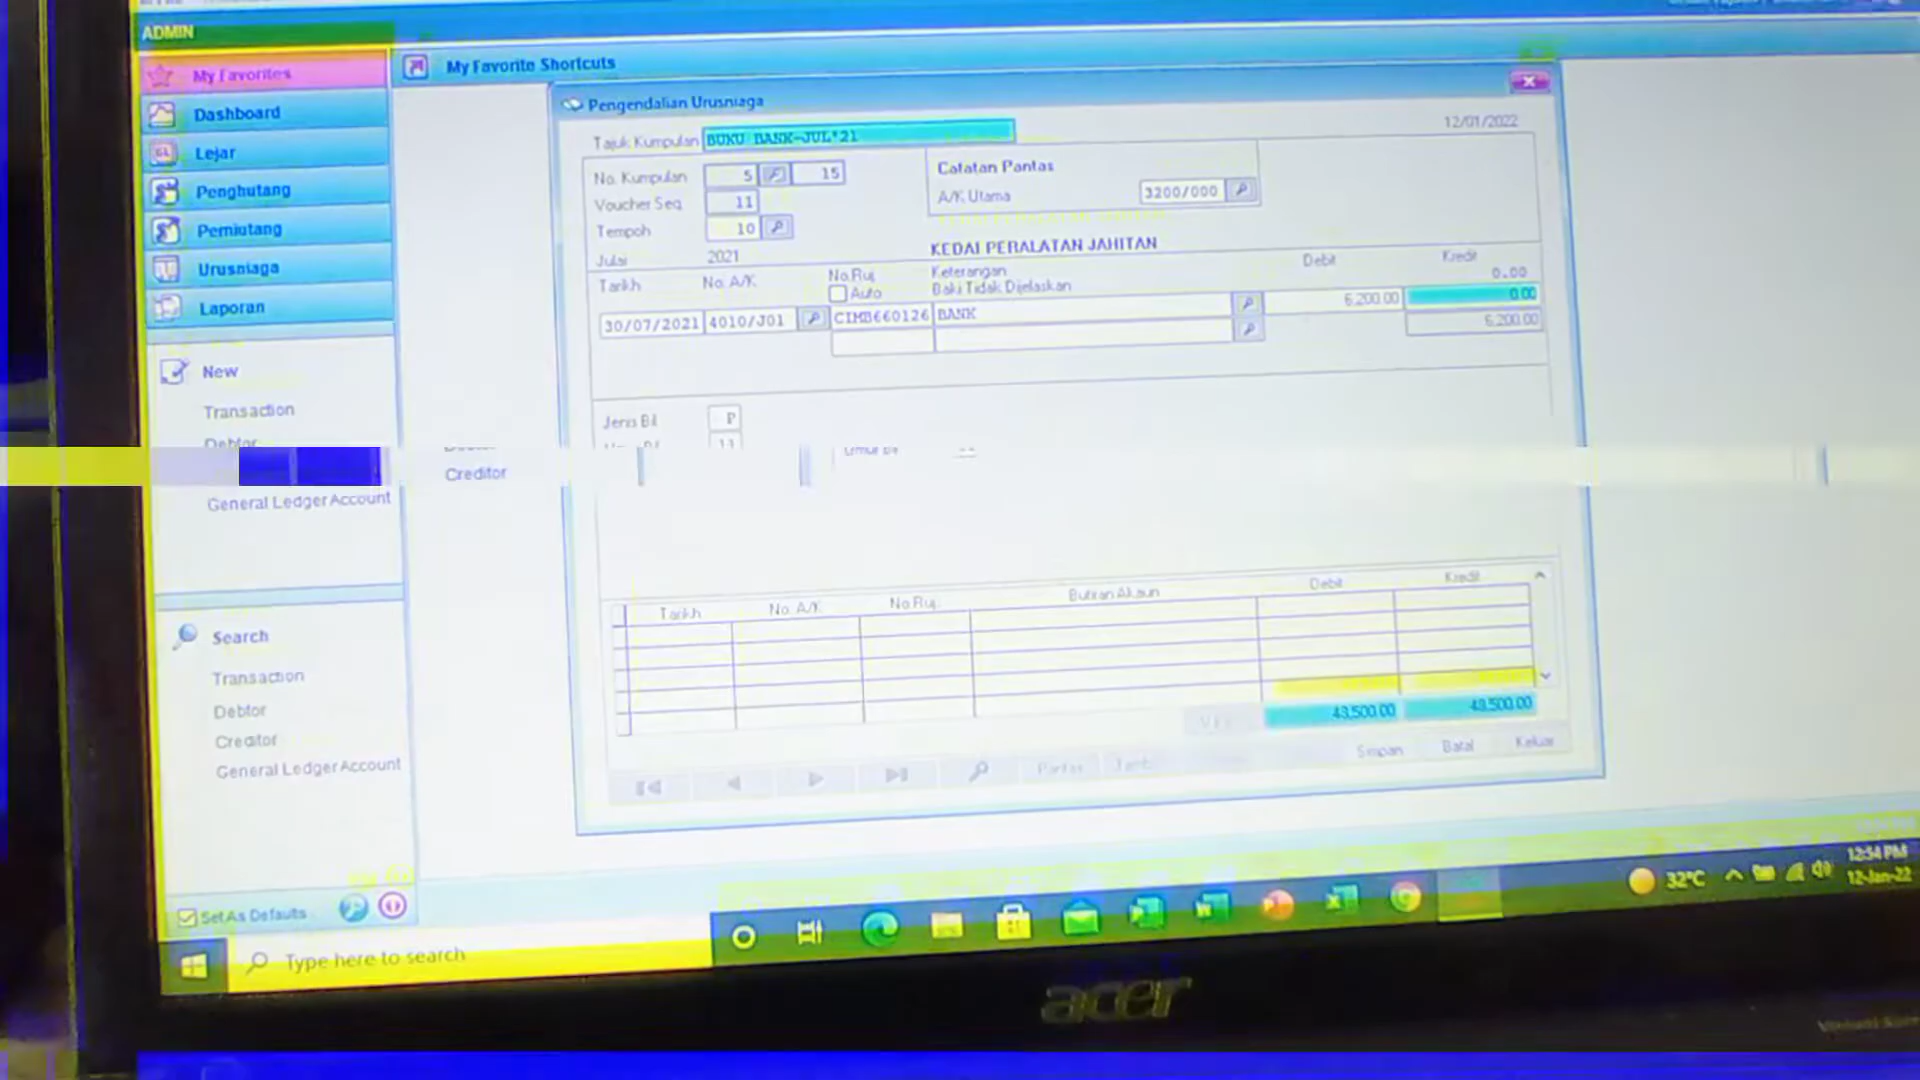 ADMIN
My Favorites
My Favorite Shortcuts
Dashboard
Lejar
Penghutang
Pemiutang
Urusniaga
Laporan
New
Transaction
Debtor
Creditor
General Ledger Account
Search
Transaction
Debtor
Creditor
General Ledger Account
Set As Defaults
Pengendalian Urusniaga
12/01/2022
Tajuk Kumpulan BUKU BANK-JUL'21
No. Kumpulan 5 15
Catatan Pantas
Voucher Seq 11
A/K Utama 3200/000
Tempoh 10
Julai 2021
KEDAI PERALATAN JAHITAN
Tarikh No. A/K No.Ruj. Keterangan Debit Kredit
Auto Baki Tidak Dijelaskan 0.00
30/07/2021 4010/J01 CIMB660126 BANK 6,200.00 0.00
6,200.00
Jenis Bil P
11
Tarikh No. A/K No.Ruj. Butiran Akaun Debit Kredit
43,500.00 43,500.00
Pantas Simpan Batal Keluar
Type here to search
32°C 12:54 PM
12-Jan-22
acer